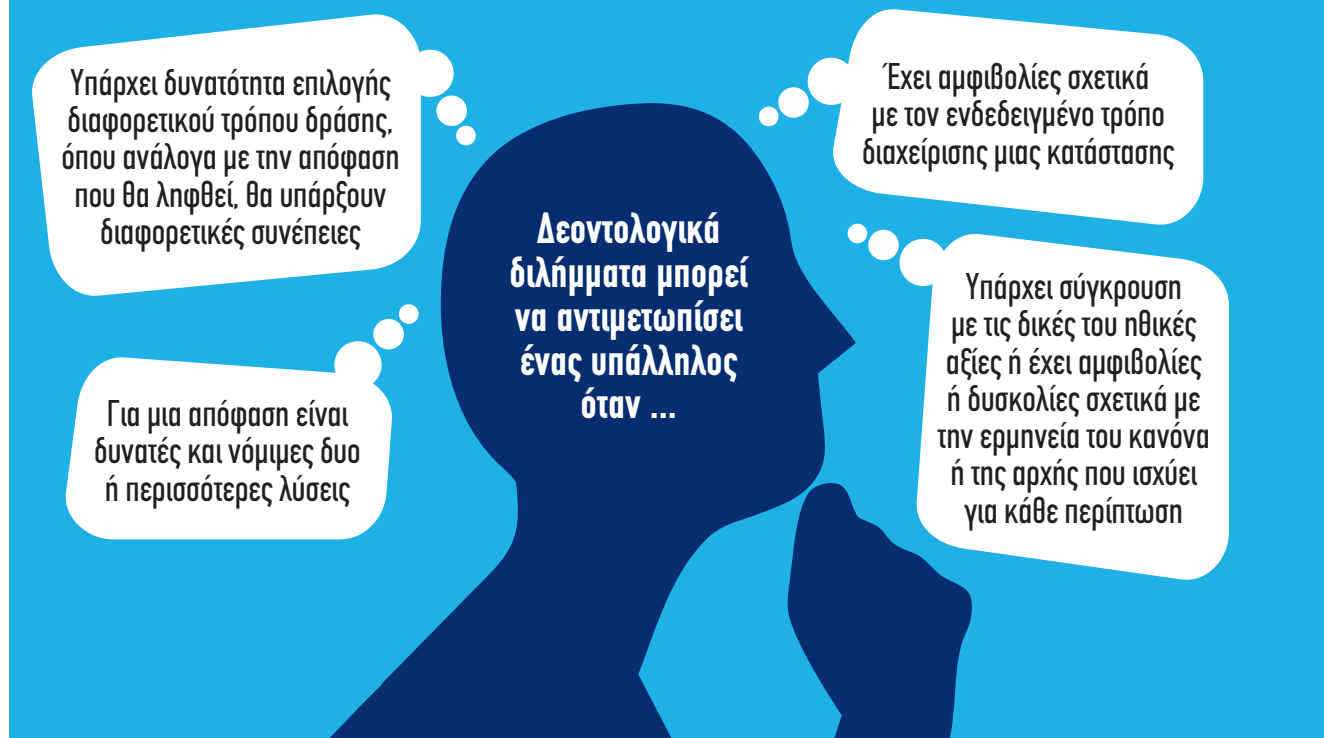 Δεοντολογικά
διλήμματα μπορεί
να αντιμετωπίσει
ένας υπάλληλος
όταν ...
Υπάρχει δυνατότητα επιλογής
διαφορετικού τρόπου δράσης,
όπου ανάλογα με την απόφαση
που θα ληφθεί, θα υπάρξουν
διαφορετικές συνέπειες
Έχει αμφιβολίες σχετικά
με τον ενδεδειγμένο τρόπο
διαχείρισης μιας κατάστασης
Για μια απόφαση είναι
δυνατές και νόμιμες δυο
ή περισσότερες λύσεις
Υπάρχει σύγκρουση
με τις δικές του ηθικές
αξίες ή έχει αμφιβολίες
ή δυσκολίες σχετικά με
την ερμηνεία του κανόνα
ή της αρχής που ισχύει
για κάθε περίπτωση